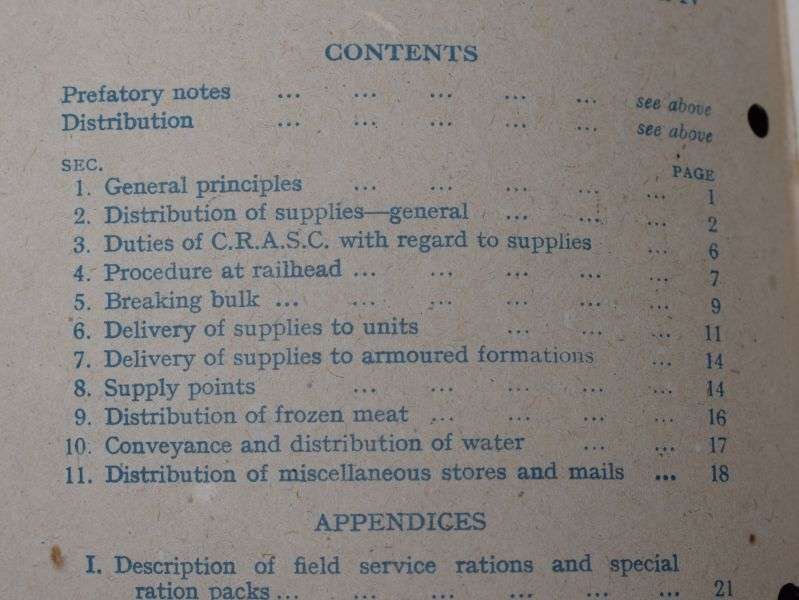 CONTENTS
Prefatory notes ... ... ... ... ... see above
Distribution ... ... ... ... ... see above
SEC. PAGE
1. General principles ... ... ... ... ... 1
2. Distribution of supplies—general ... ... ... 2
3. Duties of C.R.A.S.C. with regard to supplies ... 6
4. Procedure at railhead ... ... ... ... ... 7
5. Breaking bulk ... ... ... ... ... ... 9
6. Delivery of supplies to units ... ... ... 11
7. Delivery of supplies to armoured formations ... 14
8. Supply points ... ... ... ... ... 14
9. Distribution of frozen meat ... ... ... ... 16
10. Conveyance and distribution of water ... ... 17
11. Distribution of miscellaneous stores and mails ... 18
APPENDICES
I. Description of field service rations and special
ration packs ... ... ... ... ... ... 21